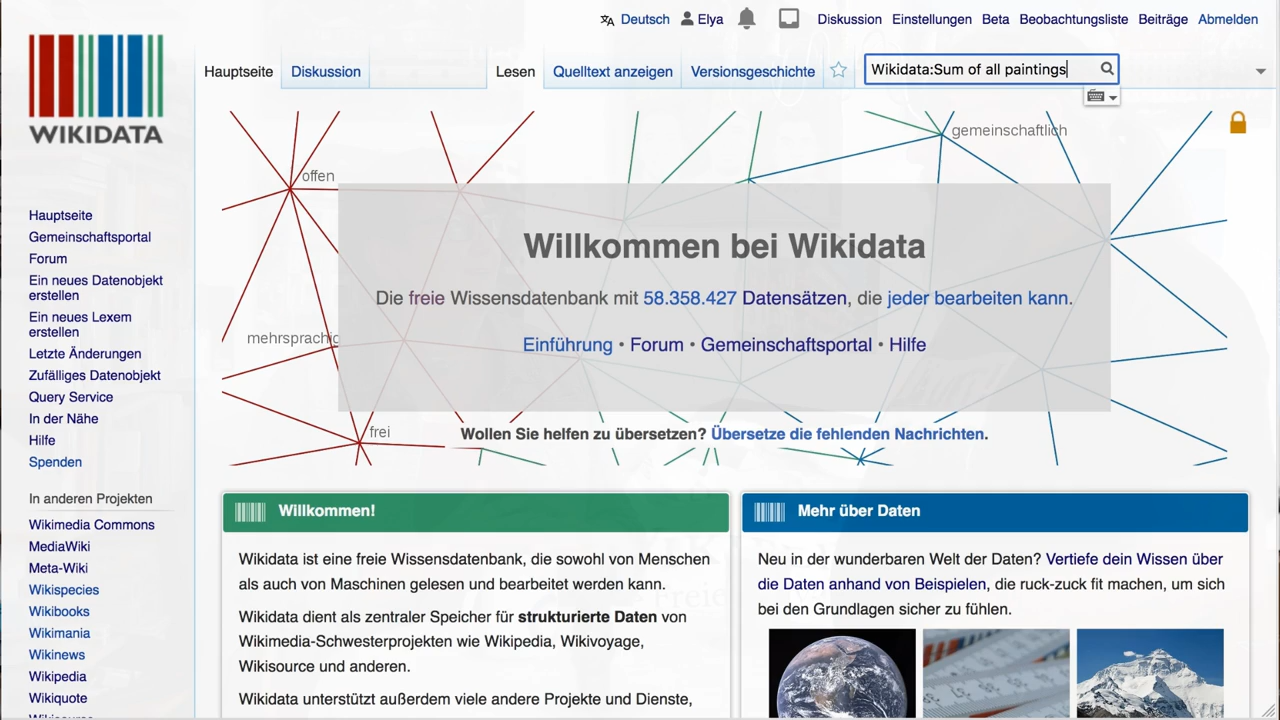 Deutsch Elya Diskussion Einstellungen Beta Beobachtungsliste Beiträge Abmelden
Hauptseite Diskussion Lesen Quelltext anzeigen Versionsgeschichte Wikidata:Sum of all paintings
WIKIDATA
Hauptseite
Gemeinschaftsportal
Forum
Ein neues Datenobjekt
erstellen
Ein neues Lexem
erstellen
Letzte Änderungen
Zufälliges Datenobjekt
Query Service
In der Nähe
Hilfe
Spenden
In anderen Projekten
Wikimedia Commons
MediaWiki
Meta-Wiki
Wikispecies
Wikibooks
Wikimania
Wikinews
Wikipedia
Wikiquote
gemeinschaftlich
offen
Willkommen bei Wikidata
Die freie Wissensdatenbank mit 58.358.427 Datensätzen, die jeder bearbeiten kann.
mehrsprachig
Einführung • Forum • Gemeinschaftsportal • Hilfe
frei
Wollen Sie helfen zu übersetzen? Übersetze die fehlenden Nachrichten.
Willkommen!
Wikidata ist eine freie Wissensdatenbank, die sowohl von Menschen
als auch von Maschinen gelesen und bearbeitet werden kann.
Wikidata dient als zentraler Speicher für strukturierte Daten von
Wikimedia-Schwesterprojekten wie Wikipedia, Wikivoyage,
Wikisource und anderen.
Wikidata unterstützt außerdem viele andere Projekte und Dienste,
Mehr über Daten
Neu in der wunderbaren Welt der Daten? Vertiefe dein Wissen über
die Daten anhand von Beispielen, die ruck-zuck fit machen, um sich
bei den Grundlagen sicher zu fühlen.